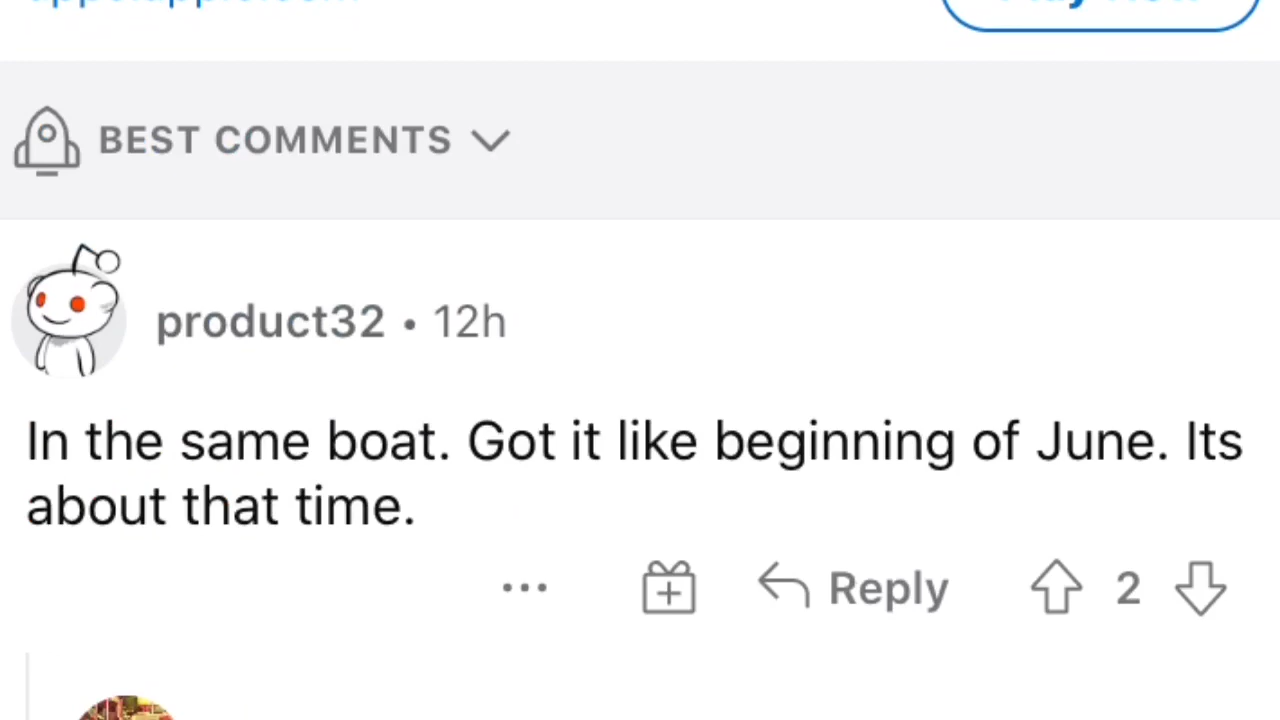 BEST COMMENTS
product32 • 12h
In the same boat. Got it like beginning of June. Its
about that time.
... Reply 2